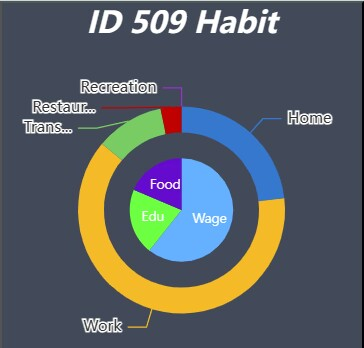 ID 509 Habit
Recreation
Restaur...
Trans...
Home
Food
Edu
Wage
Work